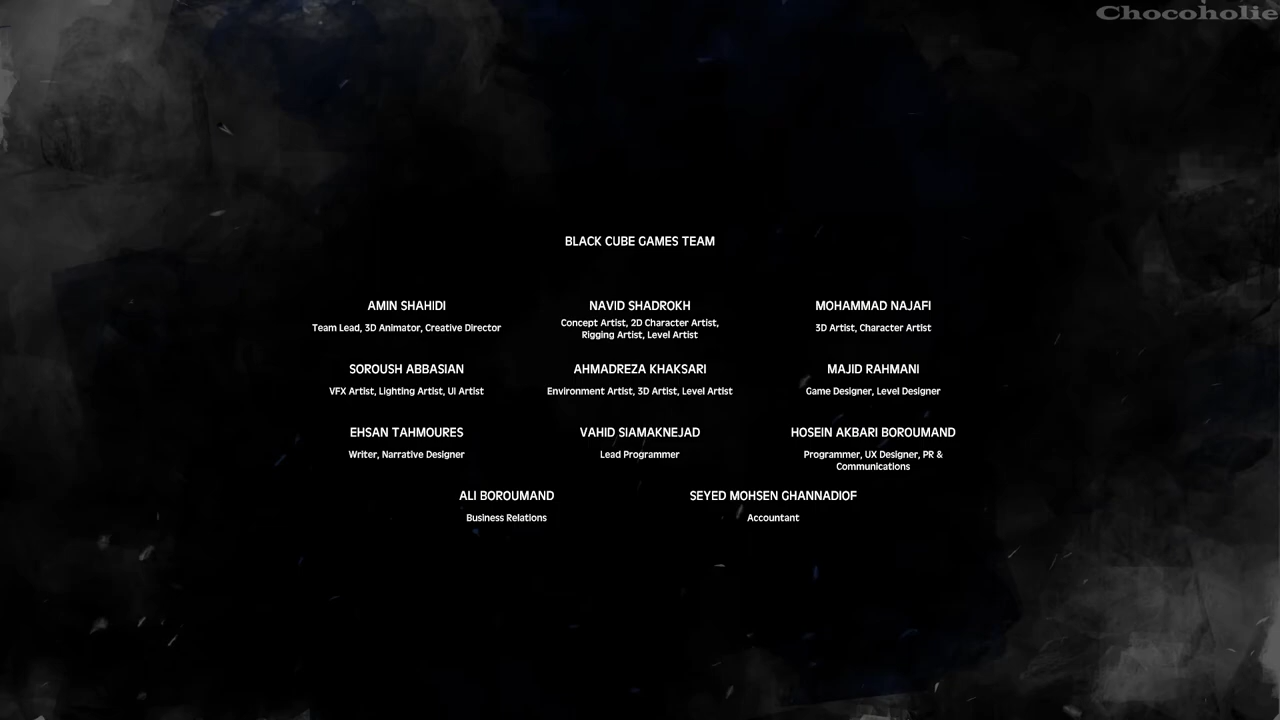 Chocoholie
BLACK CUBE GAMES TEAM
AMIN SHAHIDI
Team Lead, 3D Animator, Creative Director
NAVID SHADROKH
Concept Artist, 2D Character Artist,
Rigging Artist, Level Artist
MOHAMMAD NAJAFI
3D Artist, Character Artist
SOROUSH ABBASIAN
VFX Artist, Lighting Artist, UI Artist
AHMADREZA KHAKSARI
Environment Artist, 3D Artist, Level Artist
MAJID RAHMANI
Game Designer, Level Designer
EHSAN TAHMOURES
Writer, Narrative Designer
VAHID SIAMAKNEJAD
Lead Programmer
HOSEIN AKBARI BOROUMAND
Programmer, UX Designer, PR &
Communications
ALI BOROUMAND
Business Relations
SEYED MOHSEN GHANNADIOF
Accountant